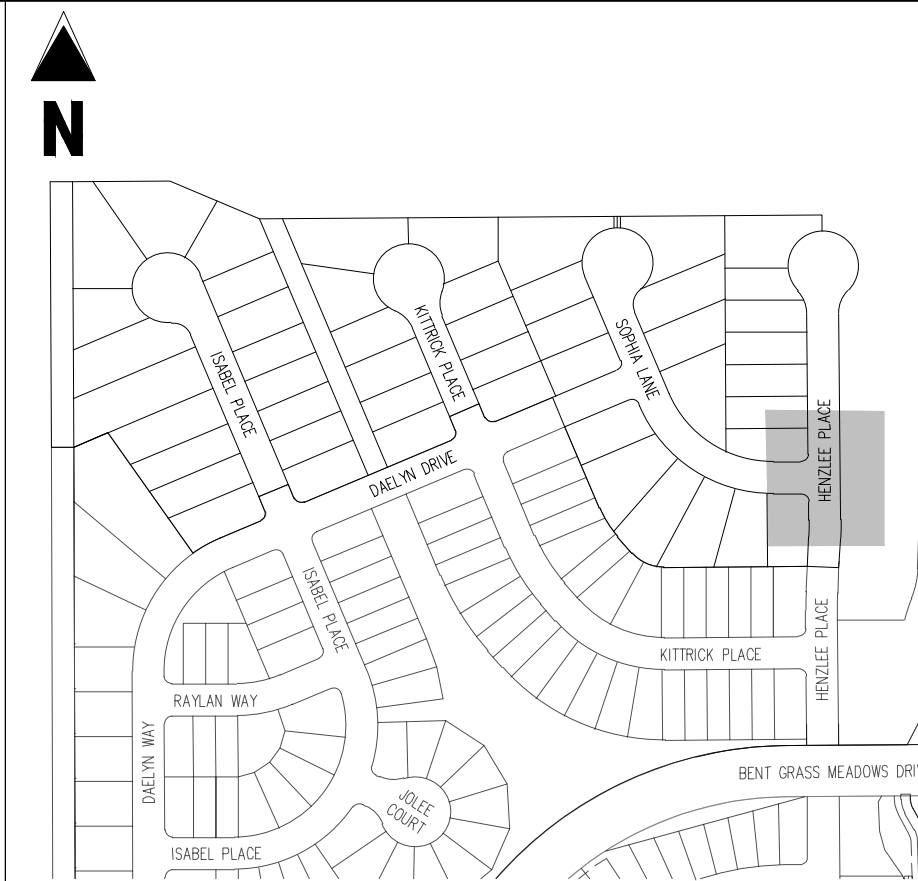 N
ISABEL PLACE
KITTRICK PLACE
SOPHIA LANE
HENZLEE PLACE
DAELYN DRIVE
ISABEL PLACE
HENZLEE PLACE
KITTRICK PLACE
RAYLAN WAY
DAELYN WAY
BENT GRASS MEADOWS DRI
JOLEE
COURT
ISABEL PLACE